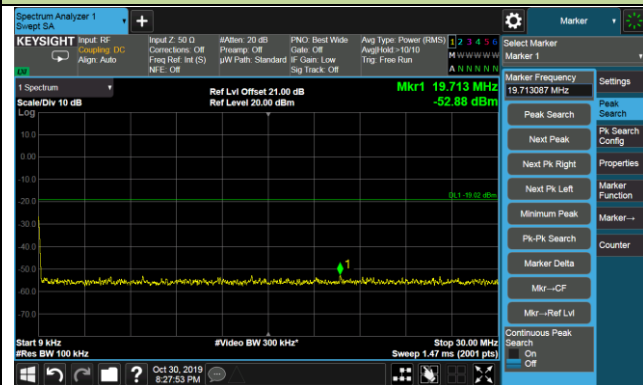 Spectrum Analyzer 1
Swept SA
Marker
KEYSIGHT
Input: RF
Coupling: DC
Align: Auto
Input Z: 50 Ω
Corrections: Off
Freq Ref: Int (S)
NFE: Off
#Atten: 20 dB
Preamp: Off
µW Path: Standard
PNO: Best Wide
Gate: Off
IF Gain: Low
Sig Track: Off
Avg Type: Power (RMS)
Avg|Hold:>10/10
Trig: Free Run
1 2 3 4 5 6
M W W W W W
A N N N N N
LXI
Select Marker
Marker 1
1 Spectrum
Scale/Div 10 dB
Log
Ref Lvl Offset 21.00 dB
Ref Level 20.00 dBm
Mkr1 19.713 MHz
-52.88 dBm
10.0
0.00
-10.0
-20.0
-30.0
-40.0
-50.0
-60.0
-70.0
DL1 -19.02 dBm
1
Start 9 kHz
#Res BW 100 kHz
#Video BW 300 kHz*
Stop 30.00 MHz
Sweep 1.47 ms (2001 pts)
Marker Frequency
19.713087 MHz
Peak Search
Next Peak
Next Pk Right
Next Pk Left
Minimum Peak
Pk-Pk Search
Marker Delta
Mkr→CF
Mkr→Ref Lvl
Continuous Peak
Search
On
Off
Settings
Peak
Search
Pk Search
Config
Properties
Marker
Function
Marker→
Counter
?
Oct 30, 2019
8:27:53 PM